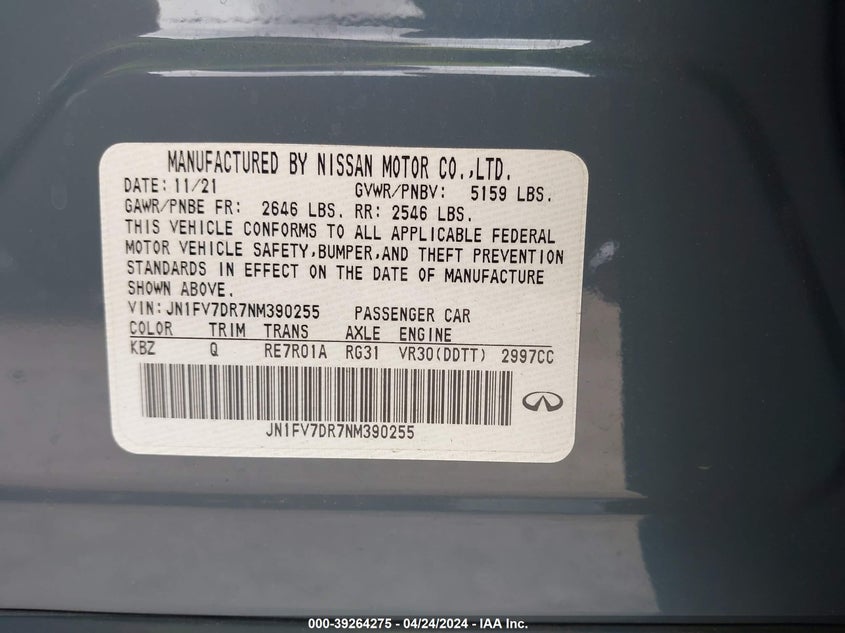 MANUFACTURED BY NISSAN MOTOR CO.,LTD.
DATE: 11/21 GVWR/PNBV: 5159 LBS.
GAWR/PNBE FR: 2646 LBS. RR: 2546 LBS.
THIS VEHICLE CONFORMS TO ALL APPLICABLE FEDERAL
MOTOR VEHICLE SAFETY,BUMPER,AND THEFT PREVENTION
STANDARDS IN EFFECT ON THE DATE OF MANUFACTURE
SHOWN ABOVE.
VIN:JN1FV7DR7NM390255 PASSENGER CAR
COLOR TRIM TRANS AXLE ENGINE
KBZ Q RE7R01A RG31 VR30(DDTT) 2997CC
JN1FV7DR7NM390255
000-39264275 - 04/24/2024 - IAA Inc.